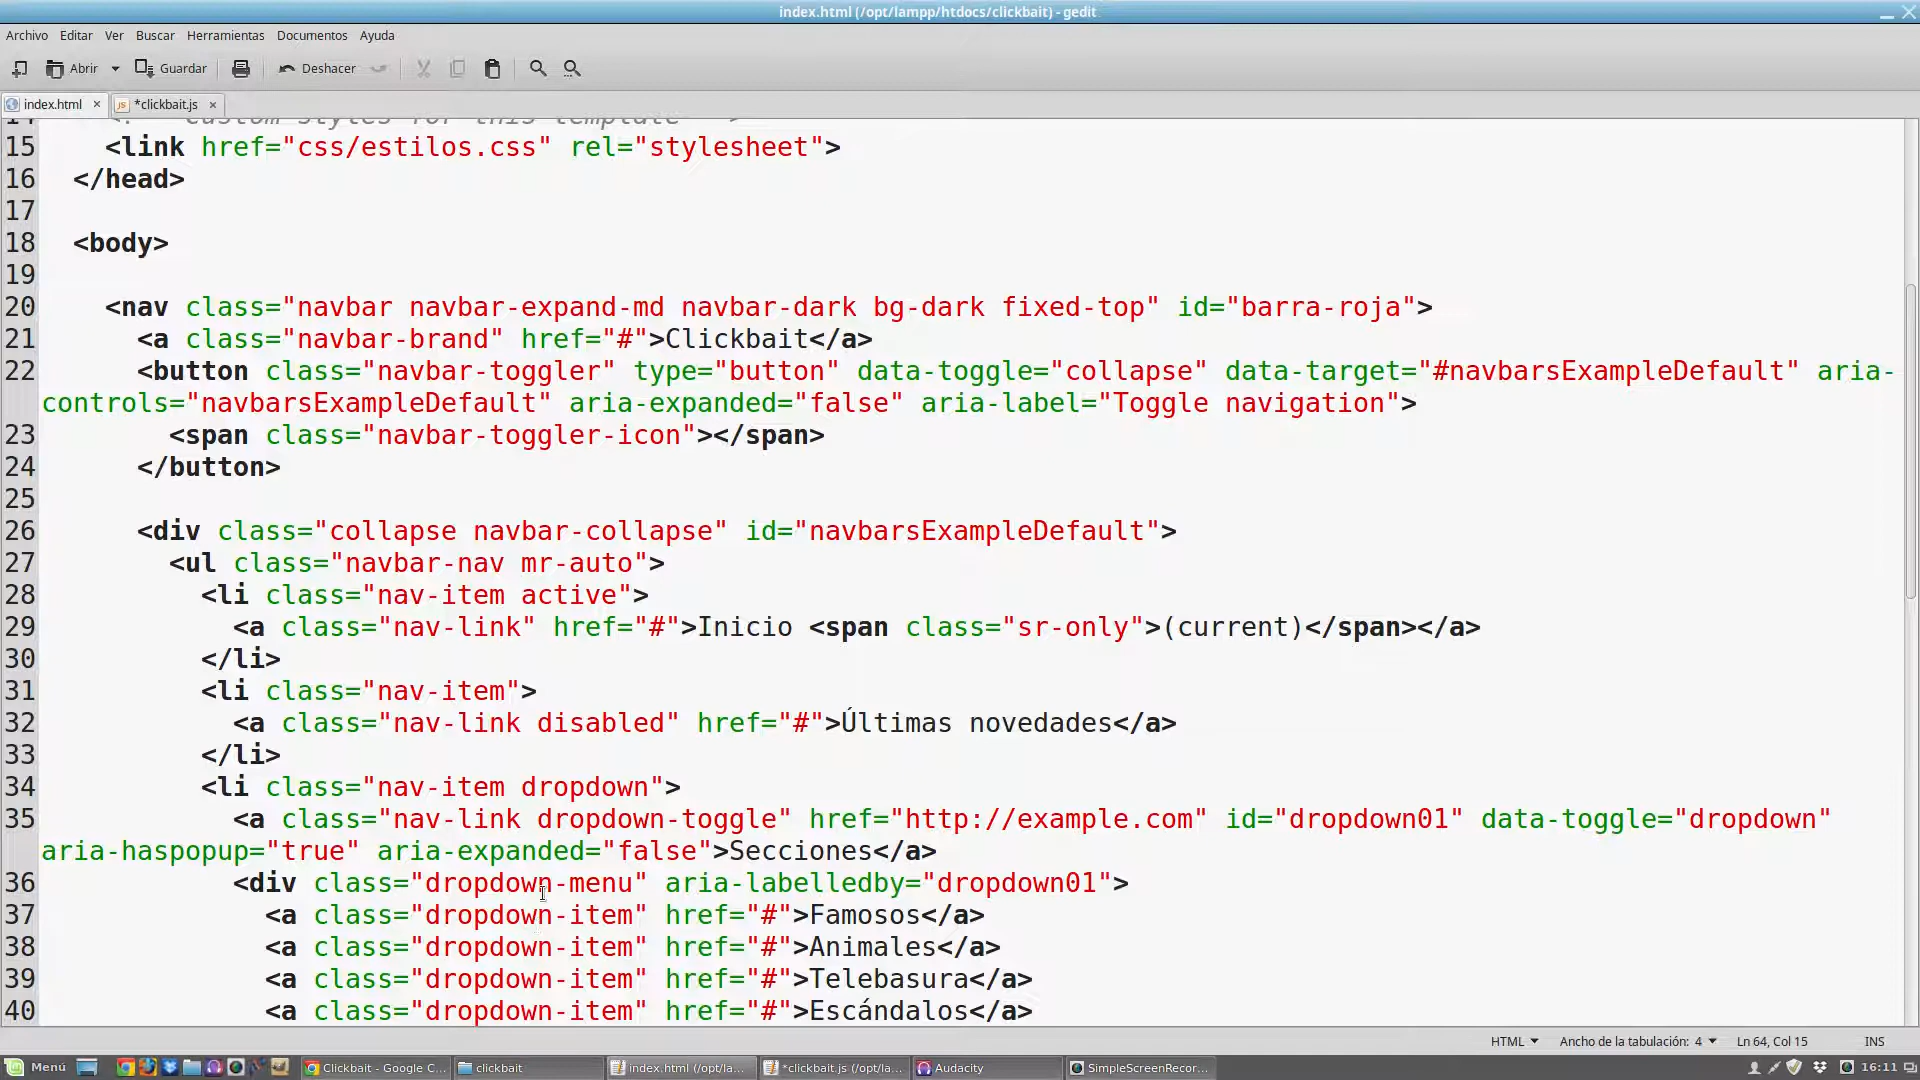 index.html (/opt/lampp/htdocs/clickbait) - gedit
Archivo Editar Ver Buscar Herramientas Documentos Ayuda
Abrir Guardar Deshacer
index.html × JS *clickbait.js ×
14 <!-- Custom styles for this template -->
15 <link href="css/estilos.css" rel="stylesheet">
16 </head>
17
18 <body>
19
20 <nav class="navbar navbar-expand-md navbar-dark bg-dark fixed-top" id="barra-roja">
21 <a class="navbar-brand" href="#">Clickbait</a>
22 <button class="navbar-toggler" type="button" data-toggle="collapse" data-target="#navbarsExampleDefault" aria-
controls="navbarsExampleDefault" aria-expanded="false" aria-label="Toggle navigation">
23 <span class="navbar-toggler-icon"></span>
24 </button>
25
26 <div class="collapse navbar-collapse" id="navbarsExampleDefault">
27 <ul class="navbar-nav mr-auto">
28 <li class="nav-item active">
29 <a class="nav-link" href="#">Inicio <span class="sr-only">(current)</span></a>
30 </li>
31 <li class="nav-item">
32 <a class="nav-link disabled" href="#">Últimas novedades</a>
33 </li>
34 <li class="nav-item dropdown">
35 <a class="nav-link dropdown-toggle" href="http://example.com" id="dropdown01" data-toggle="dropdown"
aria-haspopup="true" aria-expanded="false">Secciones</a>
36 <div class="dropdown-menu" aria-labelledby="dropdown01">
37 <a class="dropdown-item" href="#">Famosos</a>
38 <a class="dropdown-item" href="#">Animales</a>
39 <a class="dropdown-item" href="#">Telebasura</a>
40 <a class="dropdown-item" href="#">Escándalos</a>
HTML Ancho de la tabulación: 4 Ln 64, Col 15 INS
Menú Clickbait - Google C... clickbait index.html (/opt/la... *clickbait.js (/opt/la... Audacity SimpleScreenRecor... 16:11